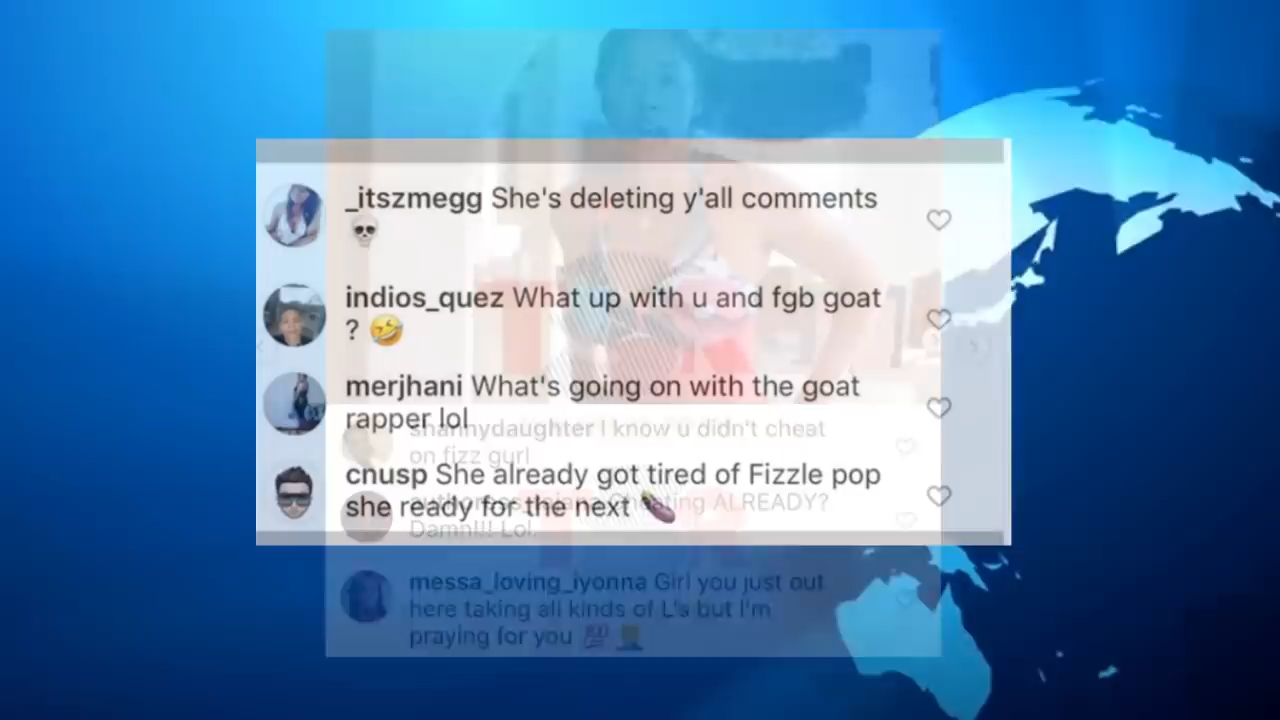 _itszmegg She's deleting y'all comments
💀
indios_quez What up with u and fgb goat
? 🤣
merjhani What's going on with the goat
rapper lol
shannydaughter I know u didn't cheat
on fizz gurl
cnusp She already got tired of Fizzle pop
she ready for the next 🍆
Cheating ALREADY?
Damn!!! Lol.
messa_loving_iyonna Girl you just out
here taking all kinds of L's but I'm
praying for you 💯